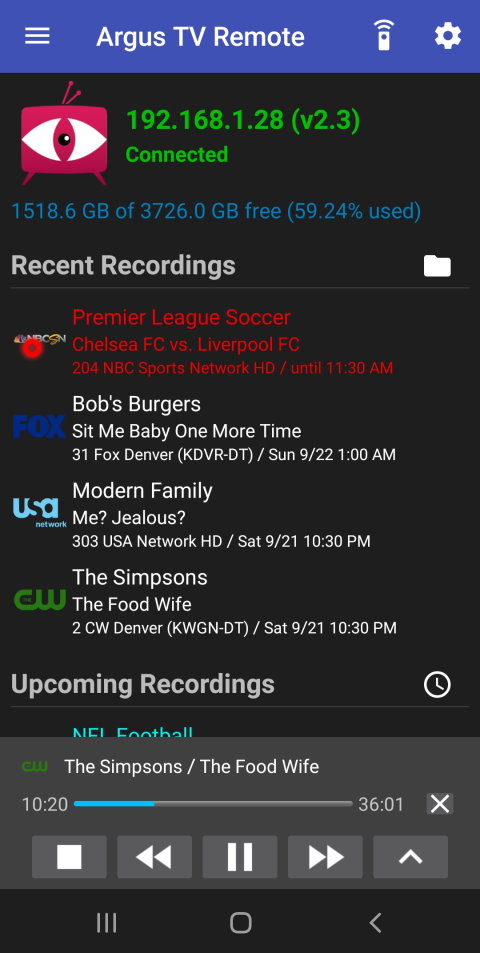 Argus TV Remote
192.168.1.28 (v2.3)
Connected
1518.6 GB of 3726.0 GB free (59.24% used)
Recent Recordings
NBCSN
Premier League Soccer
Chelsea FC vs. Liverpool FC
204 NBC Sports Network HD / until 11:30 AM
FOX
Bob's Burgers
Sit Me Baby One More Time
31 Fox Denver (KDVR-DT) / Sun 9/22 1:00 AM
usa
network
Modern Family
Me? Jealous?
303 USA Network HD / Sat 9/21 10:30 PM
THE CW
The Simpsons
The Food Wife
2 CW Denver (KWGN-DT) / Sat 9/21 10:30 PM
Upcoming Recordings
NFL Football
CW
The Simpsons / The Food Wife
10:20
36:01